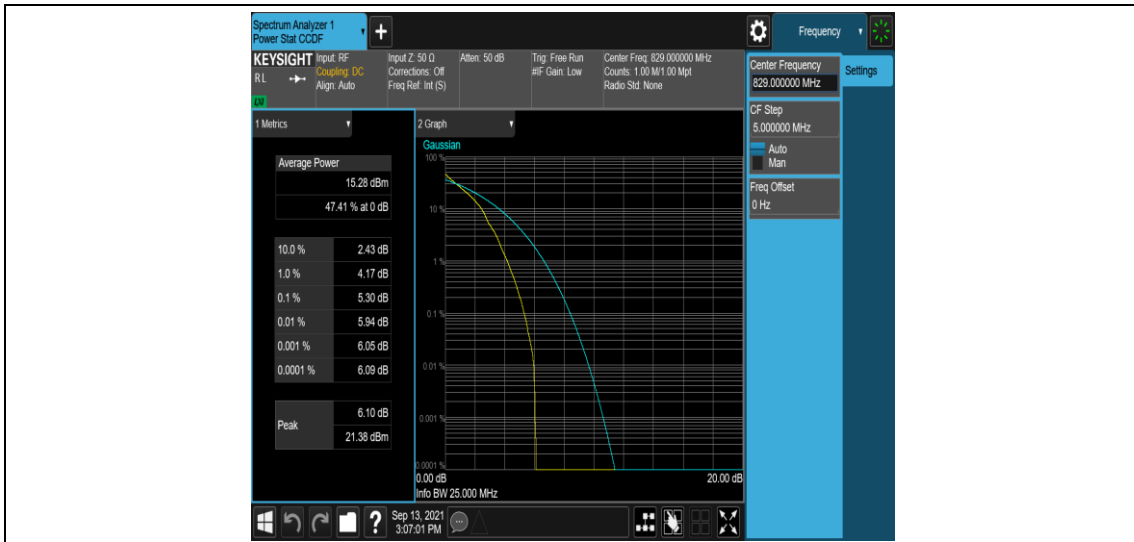 Spectrum Analyzer 1
Power Stat CCDF
+
Frequency
KEYSIGHT
RL
LXI
Input: RF
Coupling: DC
Align: Auto
Input Z: 50 Ω
Corrections: Off
Freq Ref: Int (S)
Atten: 50 dB
Trig: Free Run
#IF Gain: Low
Center Freq: 829.000000 MHz
Counts: 1.00 M/1.00 Mpt
Radio Std: None
Center Frequency
829.000000 MHz
Settings
CF Step
5.000000 MHz
Auto
Man
Freq Offset
0 Hz
1 Metrics
Average Power
15.28 dBm
47.41 % at 0 dB
10.0 % 2.43 dB
1.0 % 4.17 dB
0.1 % 5.30 dB
0.01 % 5.94 dB
0.001 % 6.05 dB
0.0001 % 6.09 dB
Peak
6.10 dB
21.38 dBm
2 Graph
Gaussian
100 %
10 %
1 %
0.1 %
0.01 %
0.001 %
0.0001 %
0.00 dB 20.00 dB
Info BW 25.000 MHz
?
Sep 13, 2021
3:07:01 PM